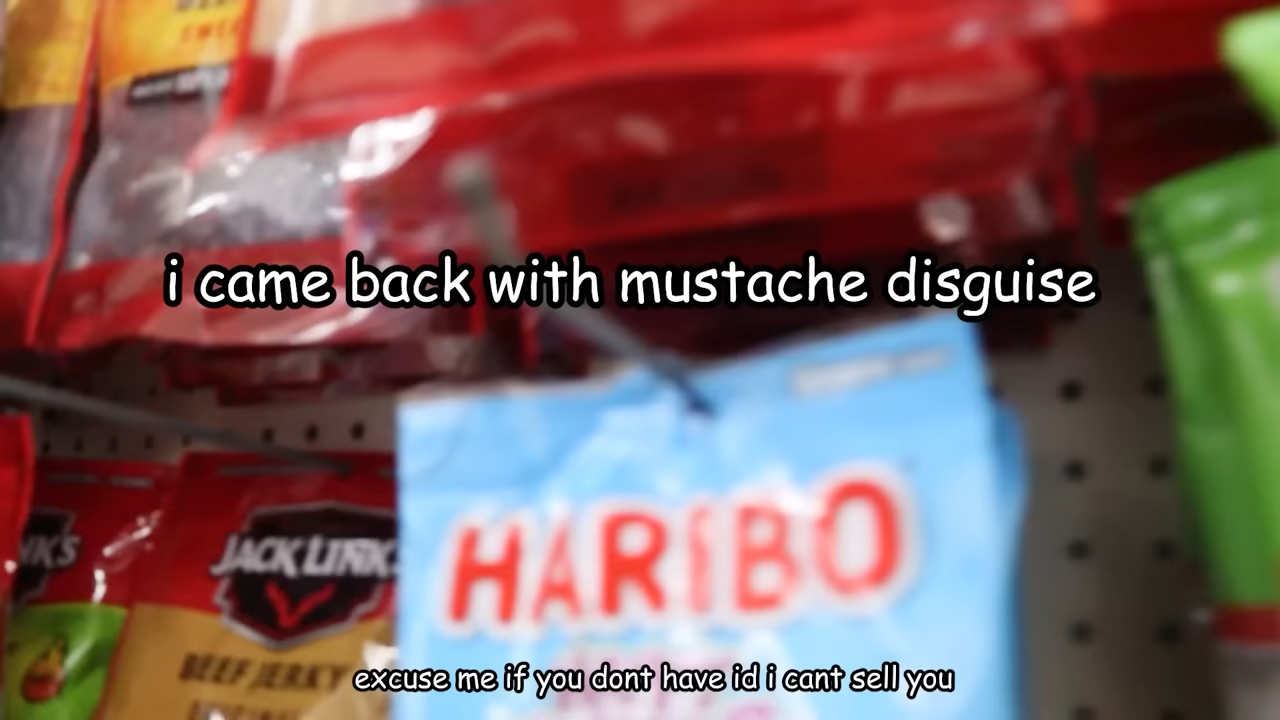 i came back with mustache disguise
HARIBO
JACK LINK
NK'S
BEEF JERKY
excuse me if you dont have id i cant sell you